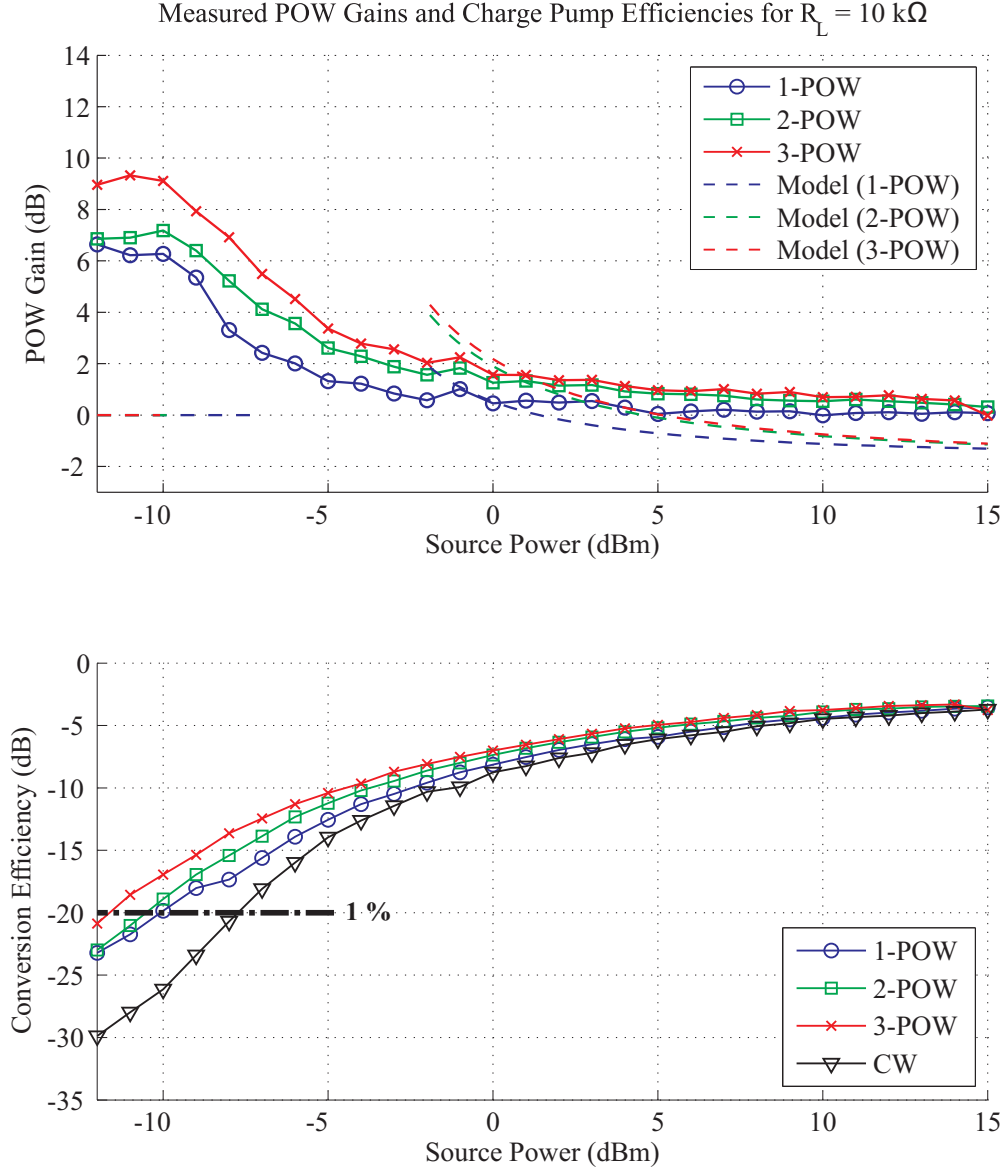 Measured POW Gains and Charge Pump Efficiencies for R_L = 10 kΩ
14
12
10
8
6
4
2
0
-2
POW Gain (dB)
1-POW
2-POW
3-POW
Model (1-POW)
Model (2-POW)
Model (3-POW)
-10
-5
0
5
10
15
Source Power (dBm)
0
-5
-10
-15
-20
-25
-30
-35
Conversion Efficiency (dB)
1 %
1-POW
2-POW
3-POW
CW
-10
-5
0
5
10
15
Source Power (dBm)